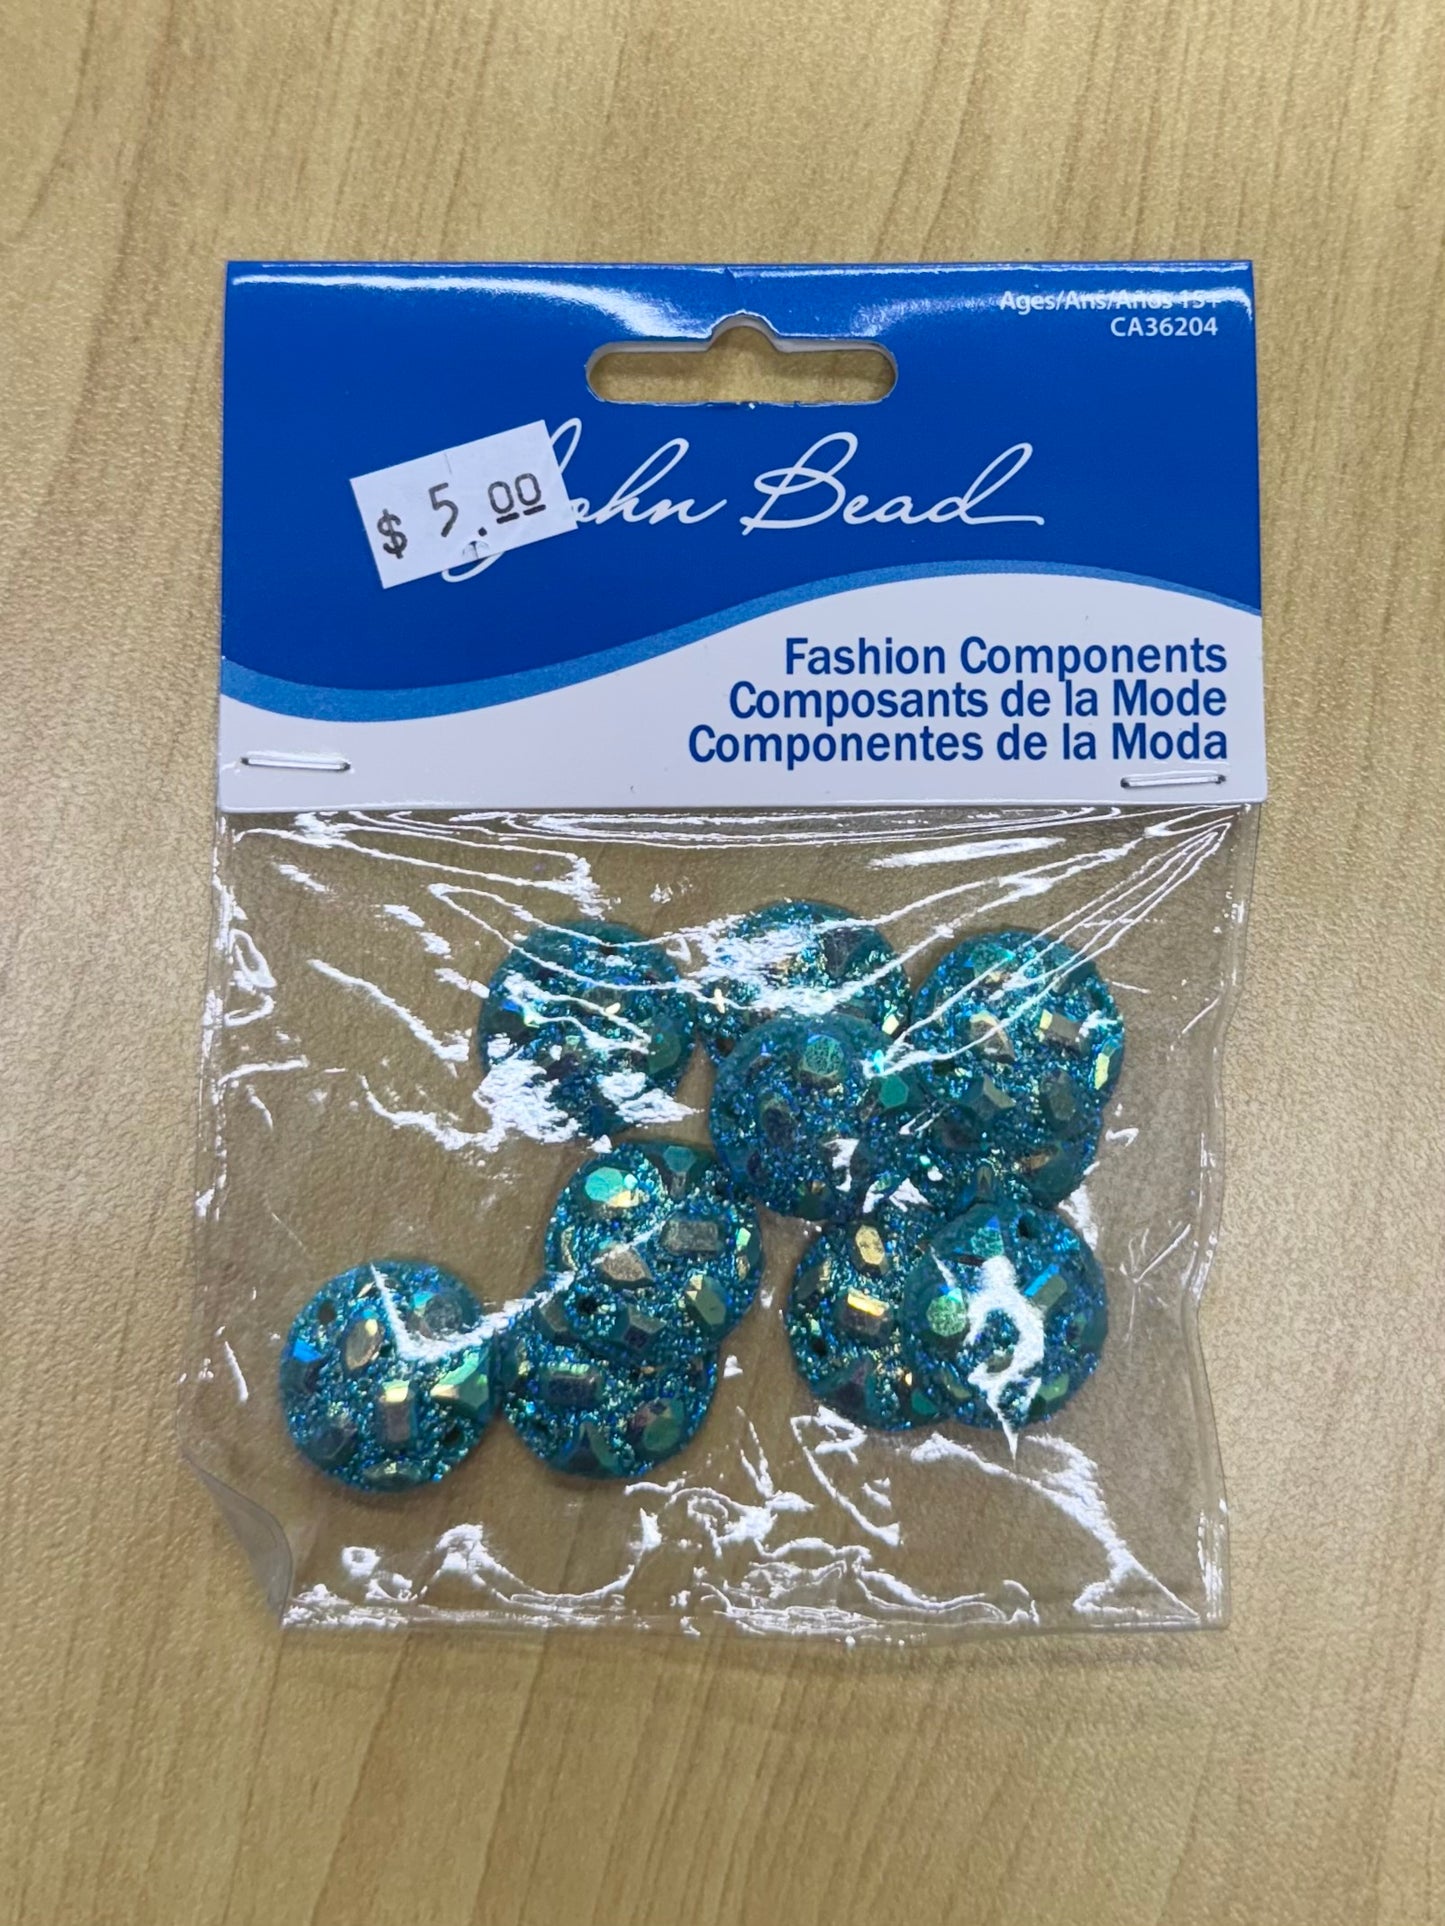 Ages/Ans/Años 15+
CA36204
$ 5.00
John Bead
Fashion Components
Composants de la Mode
Componentes de la Moda